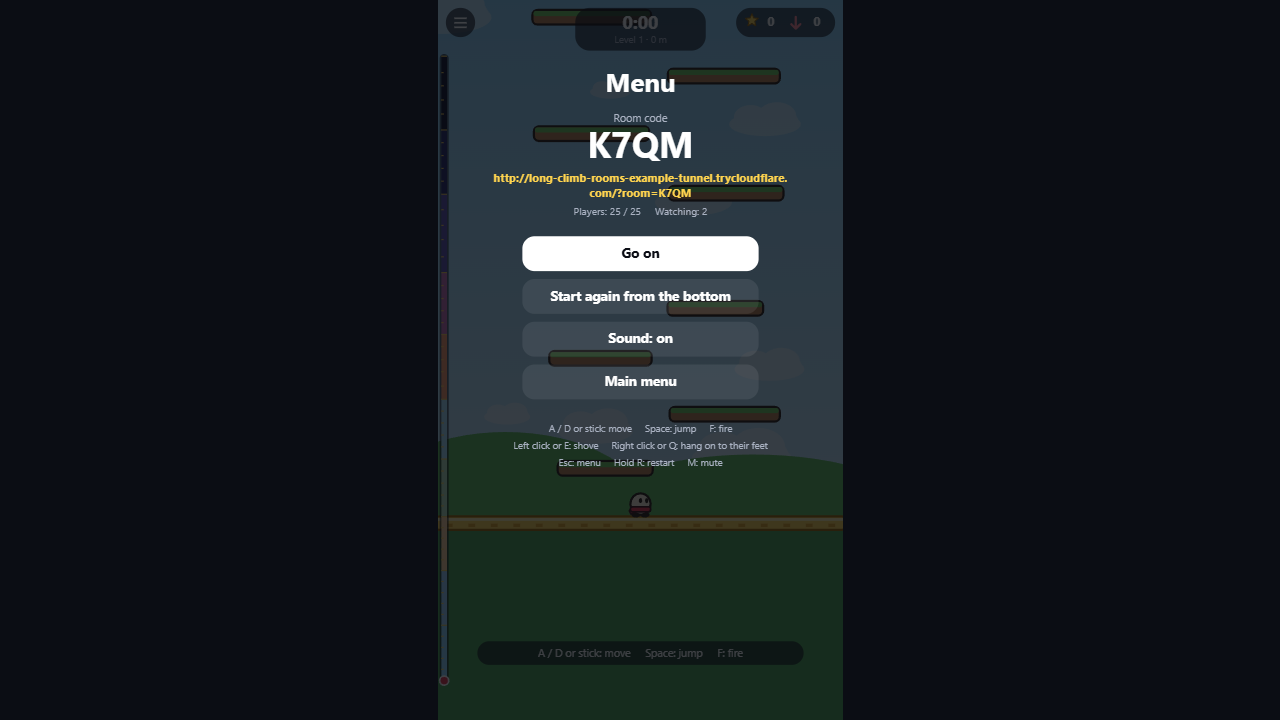 0:00
Level 1 · 0 m
0
0
Menu
Room code
K7QM
http://long-climb-rooms-example-tunnel.trycloudflare.
com/?room=K7QM
Players: 25 / 25 Watching: 2
Go on
Start again from the bottom
Sound: on
Main menu
A / D or stick: move Space: jump F: fire
Left click or E: shove Right click or Q: hang on to their feet
Esc: menu Hold R: restart M: mute
A / D or stick: move Space: jump F: fire